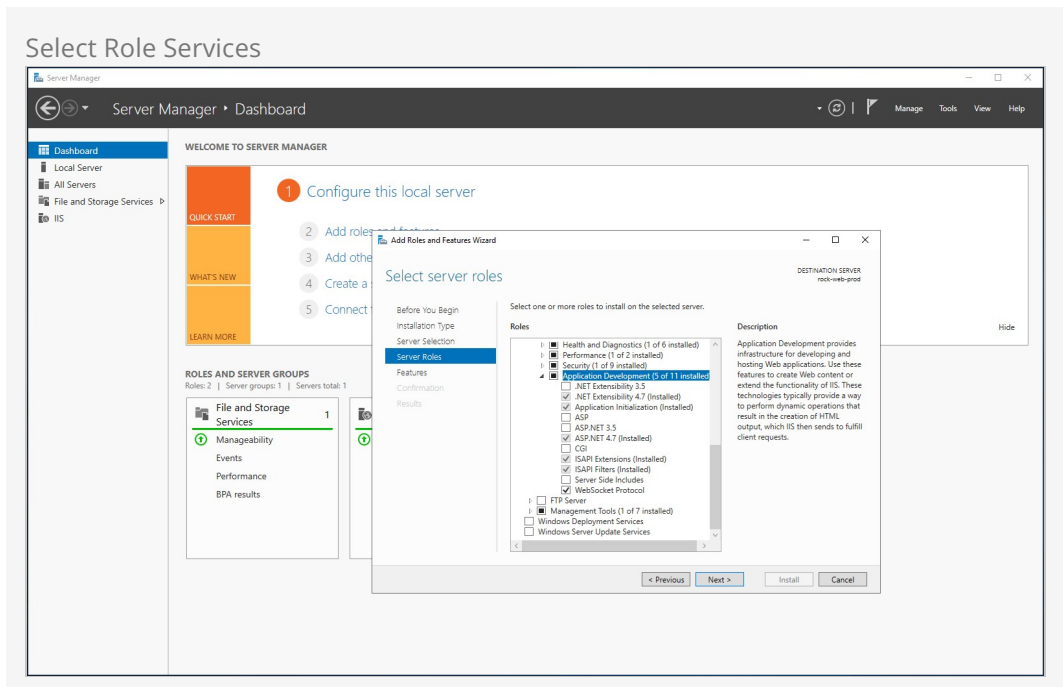 Select Role Services
Server Manager
Server Manager • Dashboard
Manage Tools View Help
Dashboard
Local Server
All Servers
File and Storage Services
IIS
WELCOME TO SERVER MANAGER
QUICK START
WHAT'S NEW
LEARN MORE
1 Configure this local server
2 Add roles and features
3 Add othe
4 Create a
5 Connect
Hide
ROLES AND SERVER GROUPS
Roles: 2 | Server groups: 1 | Servers total: 1
File and Storage 1
Services
Manageability
Events
Performance
BPA results
Add Roles and Features Wizard
Select server roles
DESTINATION SERVER
rock-web-prod
Before You Begin
Installation Type
Server Selection
Server Roles
Features
Confirmation
Results
Select one or more roles to install on the selected server.
Roles
Health and Diagnostics (1 of 6 installed)
Performance (1 of 2 installed)
Security (1 of 9 installed)
Application Development (5 of 11 installed
.NET Extensibility 3.5
.NET Extensibility 4.7 (Installed)
Application Initialization (Installed)
ASP
ASP.NET 3.5
ASP.NET 4.7 (Installed)
CGI
ISAPI Extensions (Installed)
ISAPI Filters (Installed)
Server Side Includes
WebSocket Protocol
FTP Server
Management Tools (1 of 7 installed)
Windows Deployment Services
Windows Server Update Services
Description
Application Development provides
infrastructure for developing and
hosting Web applications. Use these
features to create Web content or
extend the functionality of IIS. These
technologies typically provide a way
to perform dynamic operations that
result in the creation of HTML
output, which IIS then sends to fulfill
client requests.
< Previous Next > Install Cancel